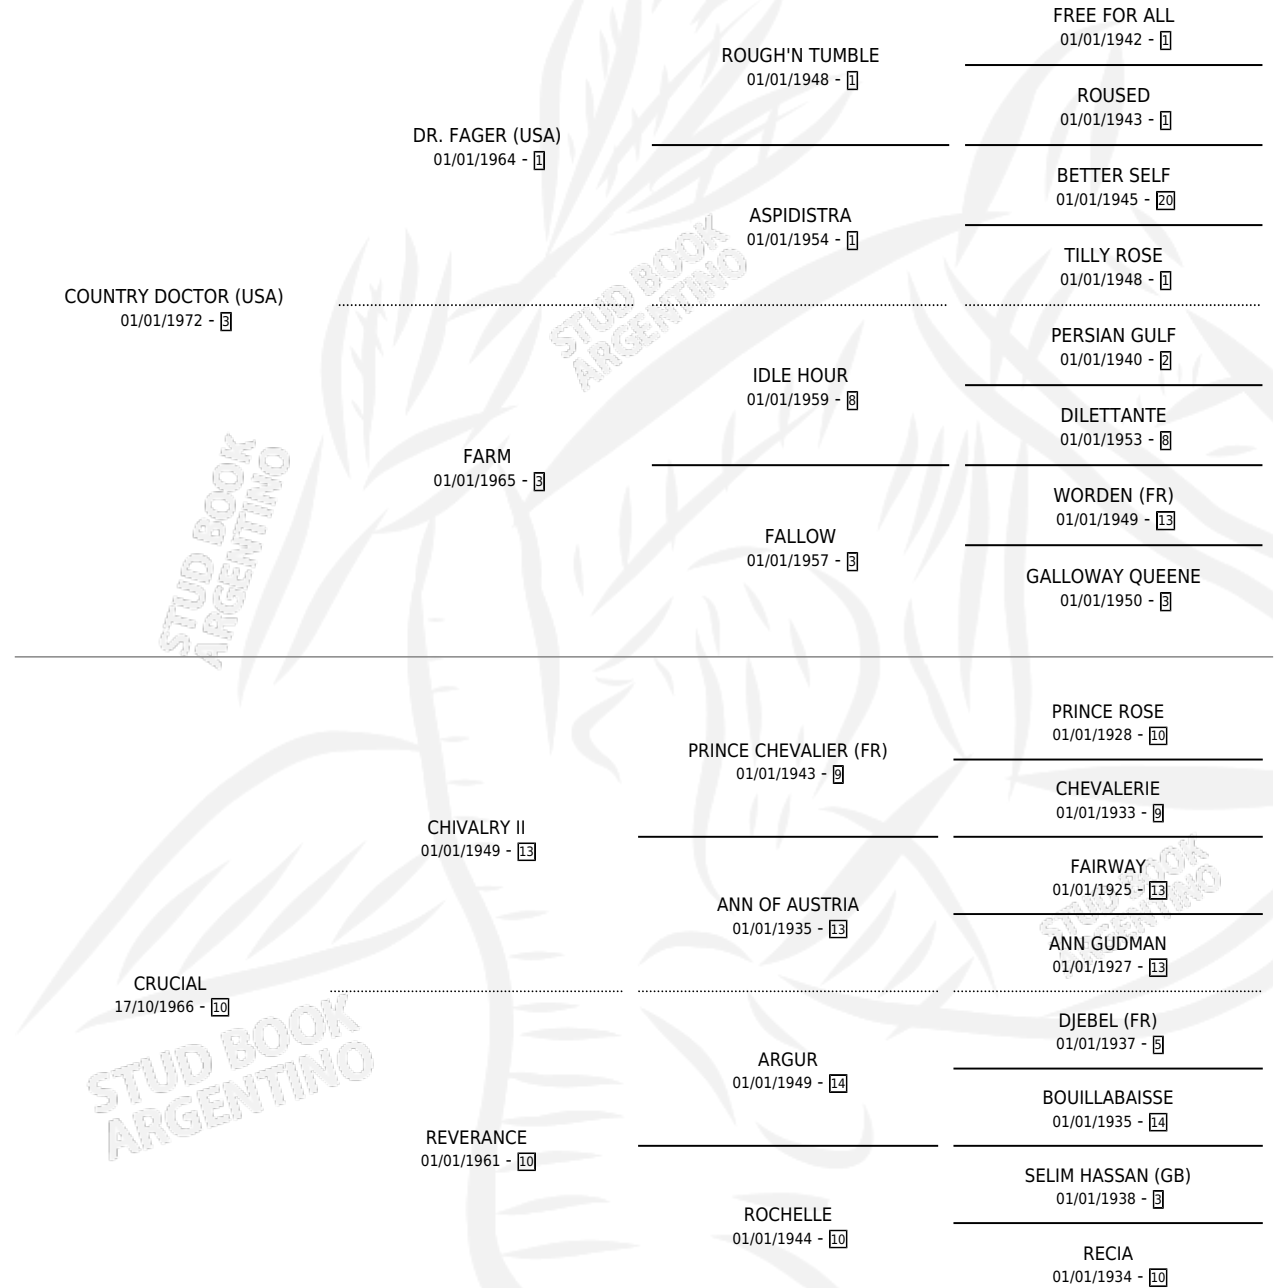 FREE FOR ALL
01/01/1942 - 1
ROUGH'N TUMBLE
01/01/1948 - 1
ROUSED
01/01/1943 - 1
DR. FAGER (USA)
01/01/1964 - 1
BETTER SELF
01/01/1945 - 20
ASPIDISTRA
01/01/1954 - 1
TILLY ROSE
01/01/1948 - 1
COUNTRY DOCTOR (USA)
01/01/1972 - 3
PERSIAN GULF
01/01/1940 - 2
IDLE HOUR
01/01/1959 - 8
DILETTANTE
01/01/1953 - 8
FARM
01/01/1965 - 3
WORDEN (FR)
01/01/1949 - 13
FALLOW
01/01/1957 - 3
GALLOWAY QUEENE
01/01/1950 - 3
STUD BOOK
ARGENTINO
STUD BOOK
ARGENTINO
PRINCE ROSE
01/01/1928 - 10
PRINCE CHEVALIER (FR)
01/01/1943 - 9
CHEVALERIE
01/01/1933 - 9
CHIVALRY II
01/01/1949 - 13
FAIRWAY
01/01/1925 - 13
ANN OF AUSTRIA
01/01/1935 - 13
ANN GUDMAN
01/01/1927 - 13
CRUCIAL
17/10/1966 - 10
DJEBEL (FR)
01/01/1937 - 5
ARGUR
01/01/1949 - 14
BOUILLABAISSE
01/01/1935 - 14
REVERANCE
01/01/1961 - 10
SELIM HASSAN (GB)
01/01/1938 - 3
ROCHELLE
01/01/1944 - 10
RECIA
01/01/1934 - 10
STUD BOOK
ARGENTINO
STUD BOOK
ARGENTINO